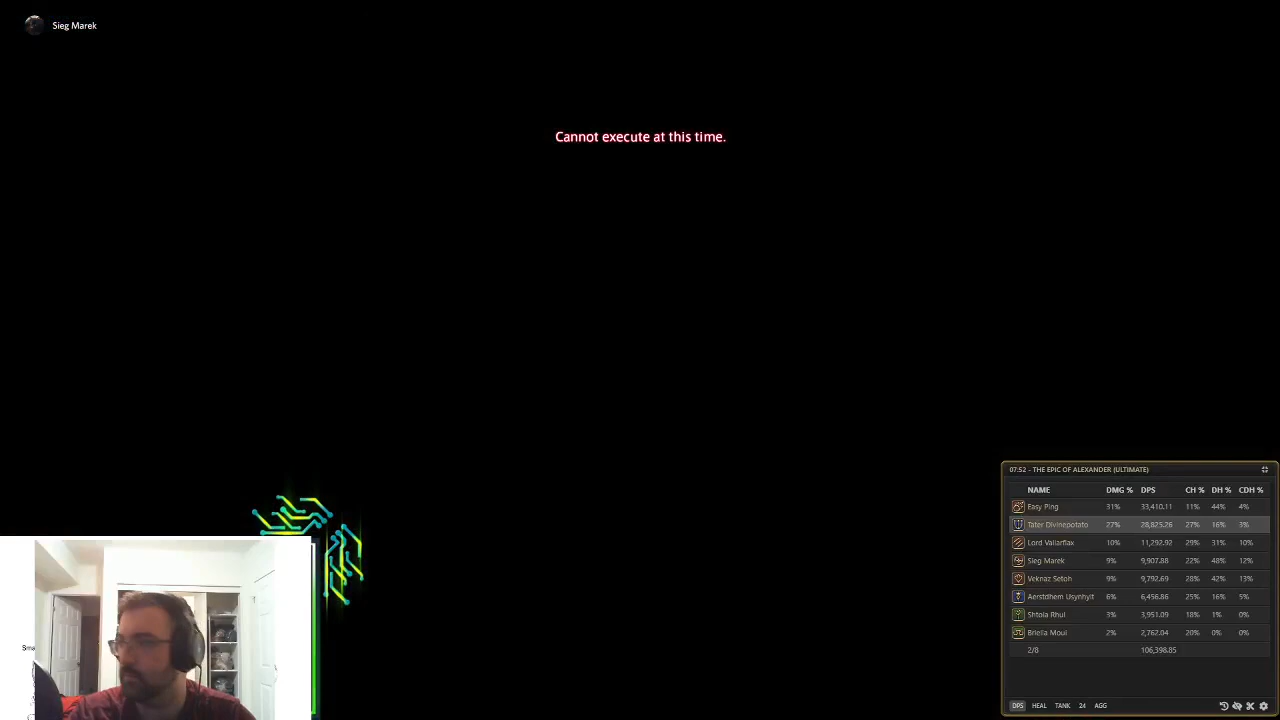 Sieg Marek
Cannot execute at this time.
07:52 - THE EPIC OF ALEXANDER (ULTIMATE)
NAME DMG % DPS CH % DH % CDH %
Easy Ping 31% 33,410.11 11% 44% 4%
Tater Divinepotato 27% 28,825.26 27% 16% 3%
Lord Vallarflax 10% 11,292.92 29% 31% 10%
Sieg Marek 9% 9,907.88 22% 48% 12%
Veknaz Setoh 9% 9,792.69 28% 42% 13%
Aerstdhem Usynhylt 6% 6,456.86 25% 16% 5%
Shtola Rhul 3% 3,951.09 18% 1% 0%
Briella Moui 2% 2,762.04 20% 0% 0%
2/8 106,398.85
DPS HEAL TANK 24 AGG
Sma